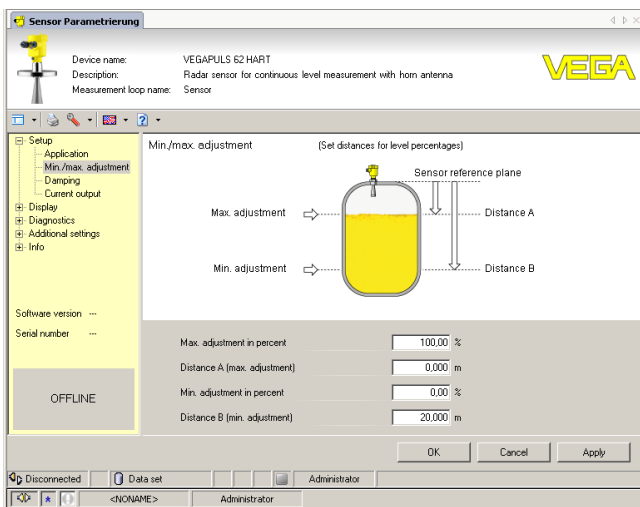 Sensor Parametrierung
Device name: VEGAPULS 62 HART
Description: Radar sensor for continuous level measurement with horn antenna
Measurement loop name: Sensor
VEGA
Setup
Application
Min./max. adjustment
Damping
Current output
Display
Diagnostics
Additional settings
Info
Software version ---
Serial number ---
OFFLINE
Min./max. adjustment (Set distances for level percentages)
Sensor reference plane
Max. adjustment Distance A
Min. adjustment Distance B
Max. adjustment in percent 100,00 %
Distance A (max. adjustment) 0,000 m
Min. adjustment in percent 0,00 %
Distance B (min. adjustment) 20,000 m
OK Cancel Apply
Disconnected Data set Administrator
<NONAME> Administrator